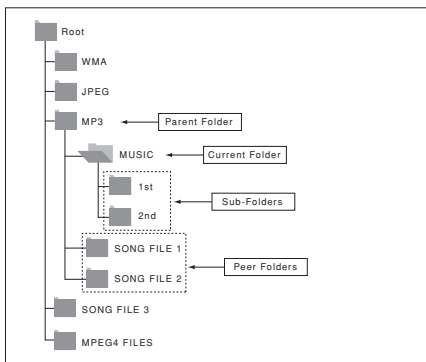 Root
WMA
JPEG
MP3
Parent Folder
MUSIC
Current Folder
1st
2nd
Sub-Folders
SONG FILE 1
SONG FILE 2
Peer Folders
SONG FILE 3
MPEG4 FILES